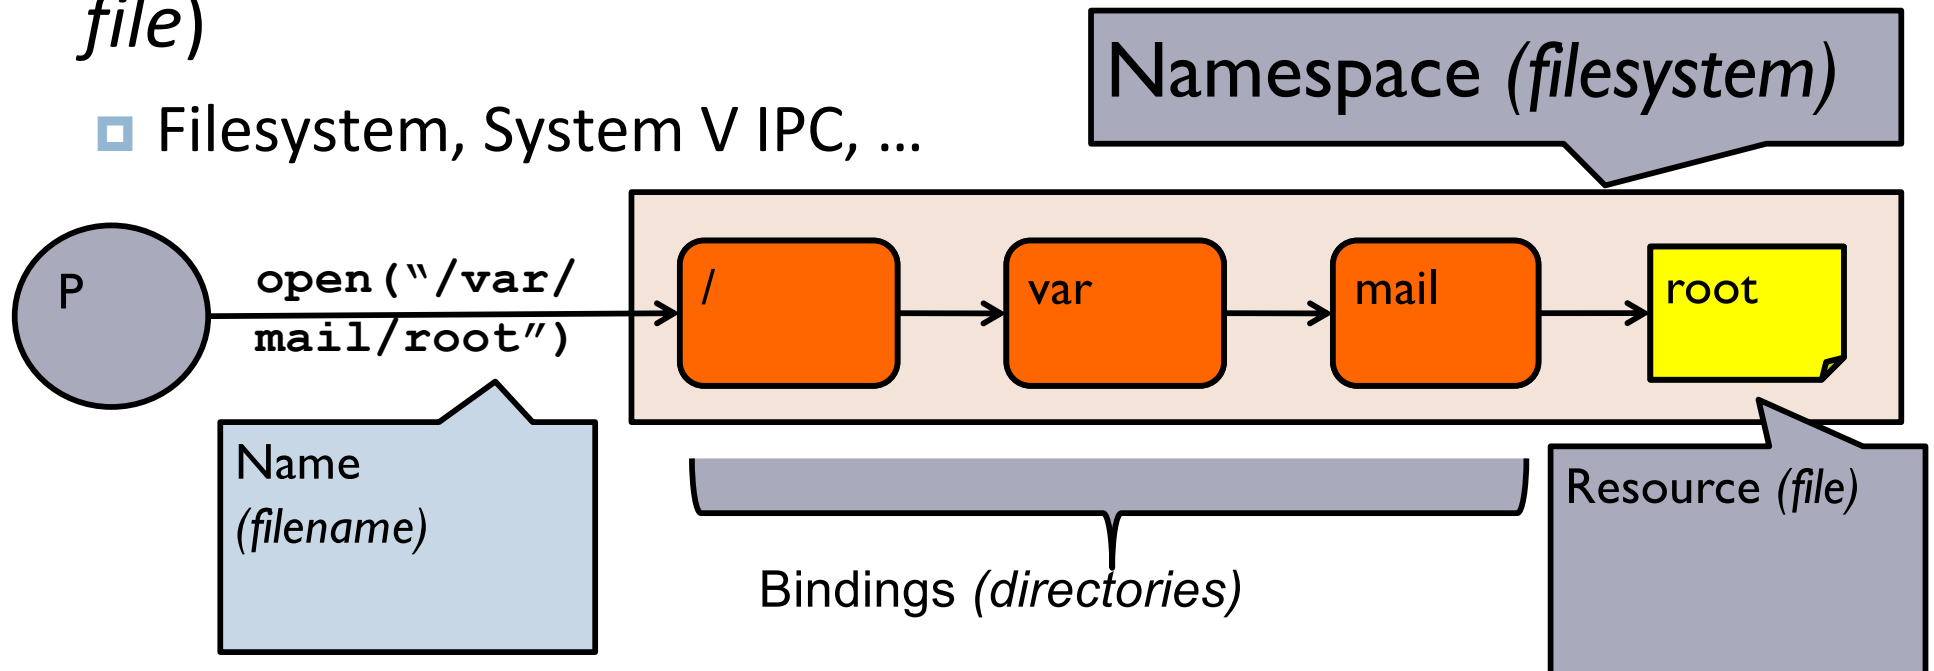 file)
Filesystem, System V IPC, …
Namespace (filesystem)
P
open(“/var/
mail/root”)
/
var
mail
root
Name
(filename)
Bindings (directories)
Resource (file)